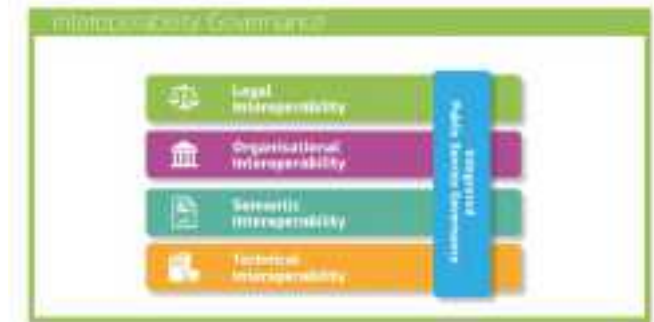 Interoperability Governance
Legal
Interoperability
Organisational
Interoperability
Semantic
Interoperability
Technical
Interoperability
Integrated
Public Service Governance